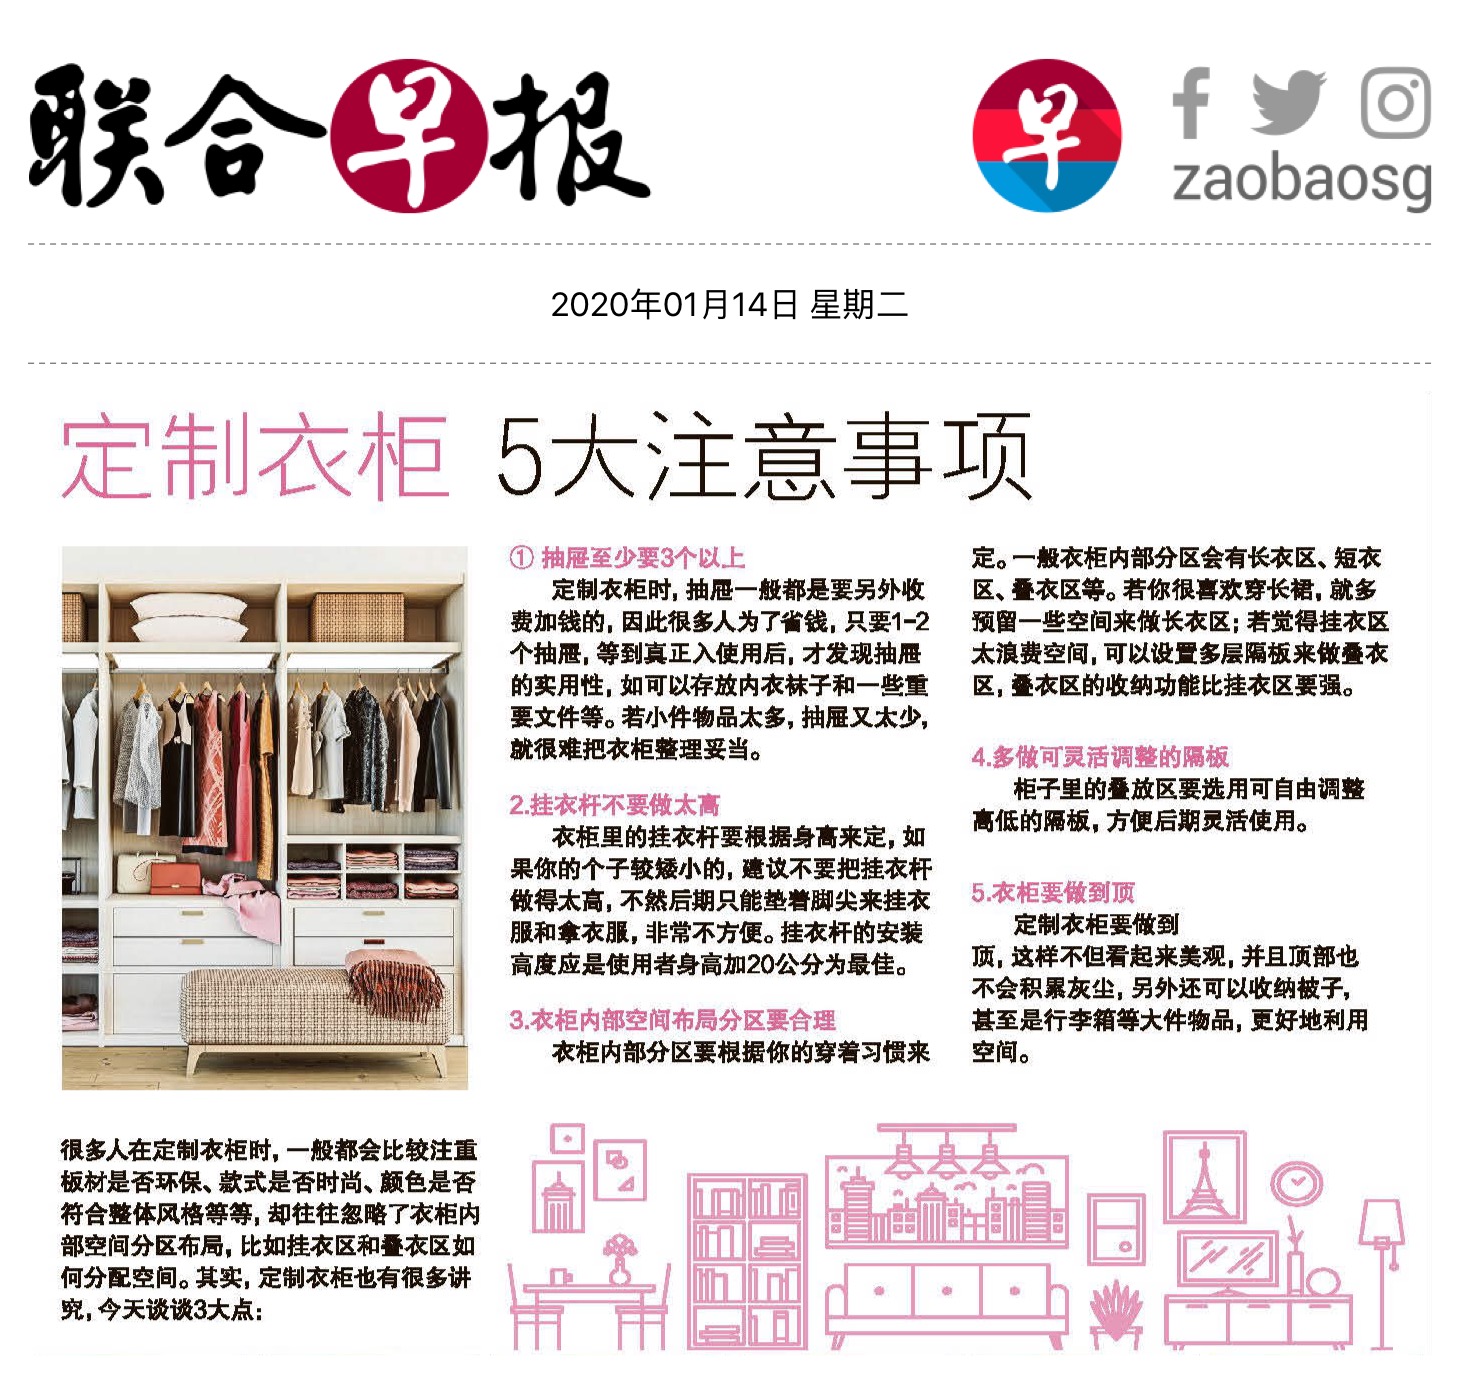 联合早报
早
zaobaosg
2020年01月14日 星期二
定制衣柜 5大注意事项
很多人在定制衣柜时，一般都会比较注重
板材是否环保、款式是否时尚、颜色是否
符合整体风格等等，却往往忽略了衣柜内
部空间分区布局，比如挂衣区和叠衣区如
何分配空间。其实，定制衣柜也有很多讲
究，今天谈谈3大点：
① 抽屉至少要3个以上
定制衣柜时，抽屉一般都是要另外收
费加钱的，因此很多人为了省钱，只要1-2
个抽屉，等到真正入使用后，才发现抽屉
的实用性，如可以存放内衣袜子和一些重
要文件等。若小件物品太多，抽屉又太少，
就很难把衣柜整理妥当。
2.挂衣杆不要做太高
衣柜里的挂衣杆要根据身高来定，如
果你的个子较矮小的，建议不要把挂衣杆
做得太高，不然后期只能垫着脚尖来挂衣
服和拿衣服，非常不方便。挂衣杆的安装
高度应是使用者身高加20公分为最佳。
3.衣柜内部空间布局分区要合理
衣柜内部分区要根据你的穿着习惯来
定。一般衣柜内部分区会有长衣区、短衣
区、叠衣区等。若你很喜欢穿长裙，就多
预留一些空间来做长衣区；若觉得挂衣区
太浪费空间，可以设置多层隔板来做叠衣
区，叠衣区的收纳功能比挂衣区要强。
4.多做可灵活调整的隔板
柜子里的叠放区要选用可自由调整
高低的隔板，方便后期灵活使用。
5.衣柜要做到顶
定制衣柜要做到
顶，这样不但看起来美观，并且顶部也
不会积累灰尘，另外还可以收纳被子，
甚至是行李箱等大件物品，更好地利用
空间。